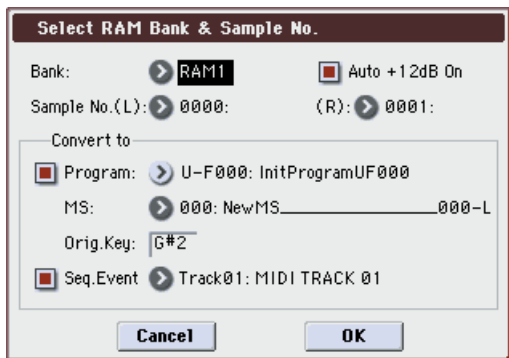 Select RAM Bank & Sample No.
Bank: RAM1 Auto +12dB On
Sample No.(L): 0000: (R): 0001:
Convert to
Program: U-F000: InitProgramUF000
MS: 000: NewMS_______________000-L
Orig.Key: G#2
Seq.Event Track01: MIDI TRACK 01
Cancel OK